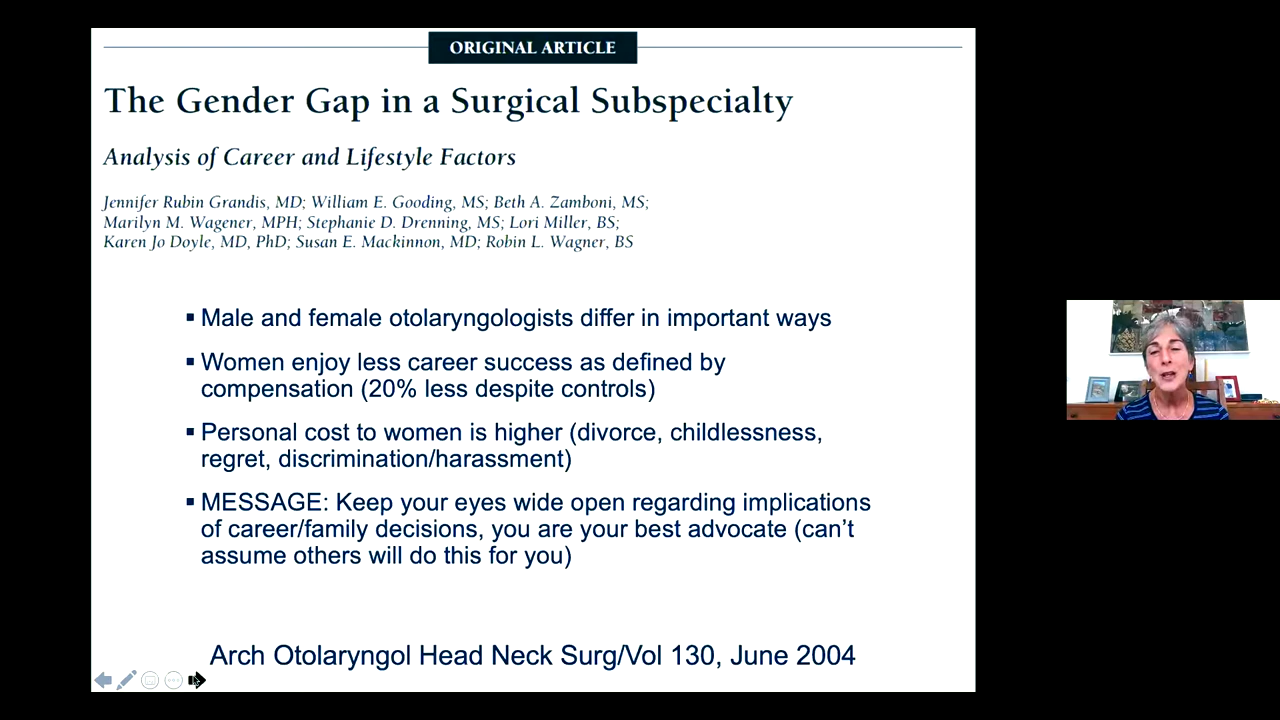 ORIGINAL ARTICLE
The Gender Gap in a Surgical Subspecialty
Analysis of Career and Lifestyle Factors
Jennifer Rubin Grandis, MD; William E. Gooding, MS; Beth A. Zamboni, MS;
Marilyn M. Wagener, MPH; Stephanie D. Drenning, MS; Lori Miller, BS;
Karen Jo Doyle, MD, PhD; Susan E. Mackinnon, MD; Robin L. Wagner, BS
▪ Male and female otolaryngologists differ in important ways
▪ Women enjoy less career success as defined by
compensation (20% less despite controls)
▪ Personal cost to women is higher (divorce, childlessness,
regret, discrimination/harassment)
▪ MESSAGE: Keep your eyes wide open regarding implications
of career/family decisions, you are your best advocate (can’t
assume others will do this for you)
Arch Otolaryngol Head Neck Surg/Vol 130, June 2004